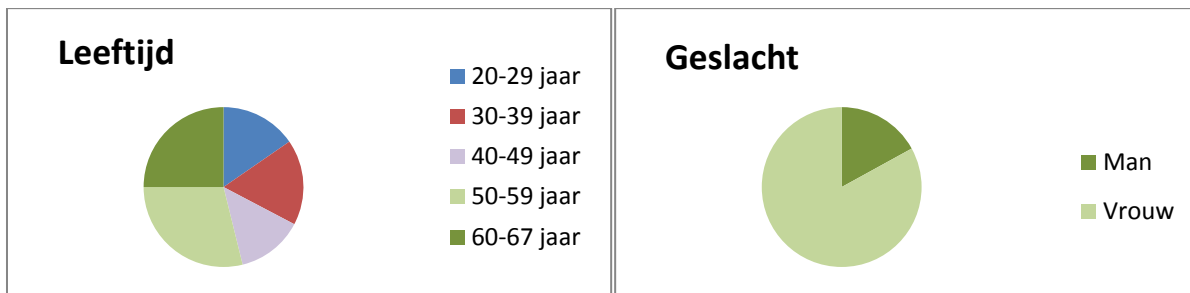 Leeftijd
20-29 jaar
30-39 jaar
40-49 jaar
50-59 jaar
60-67 jaar
Geslacht
Man
Vrouw